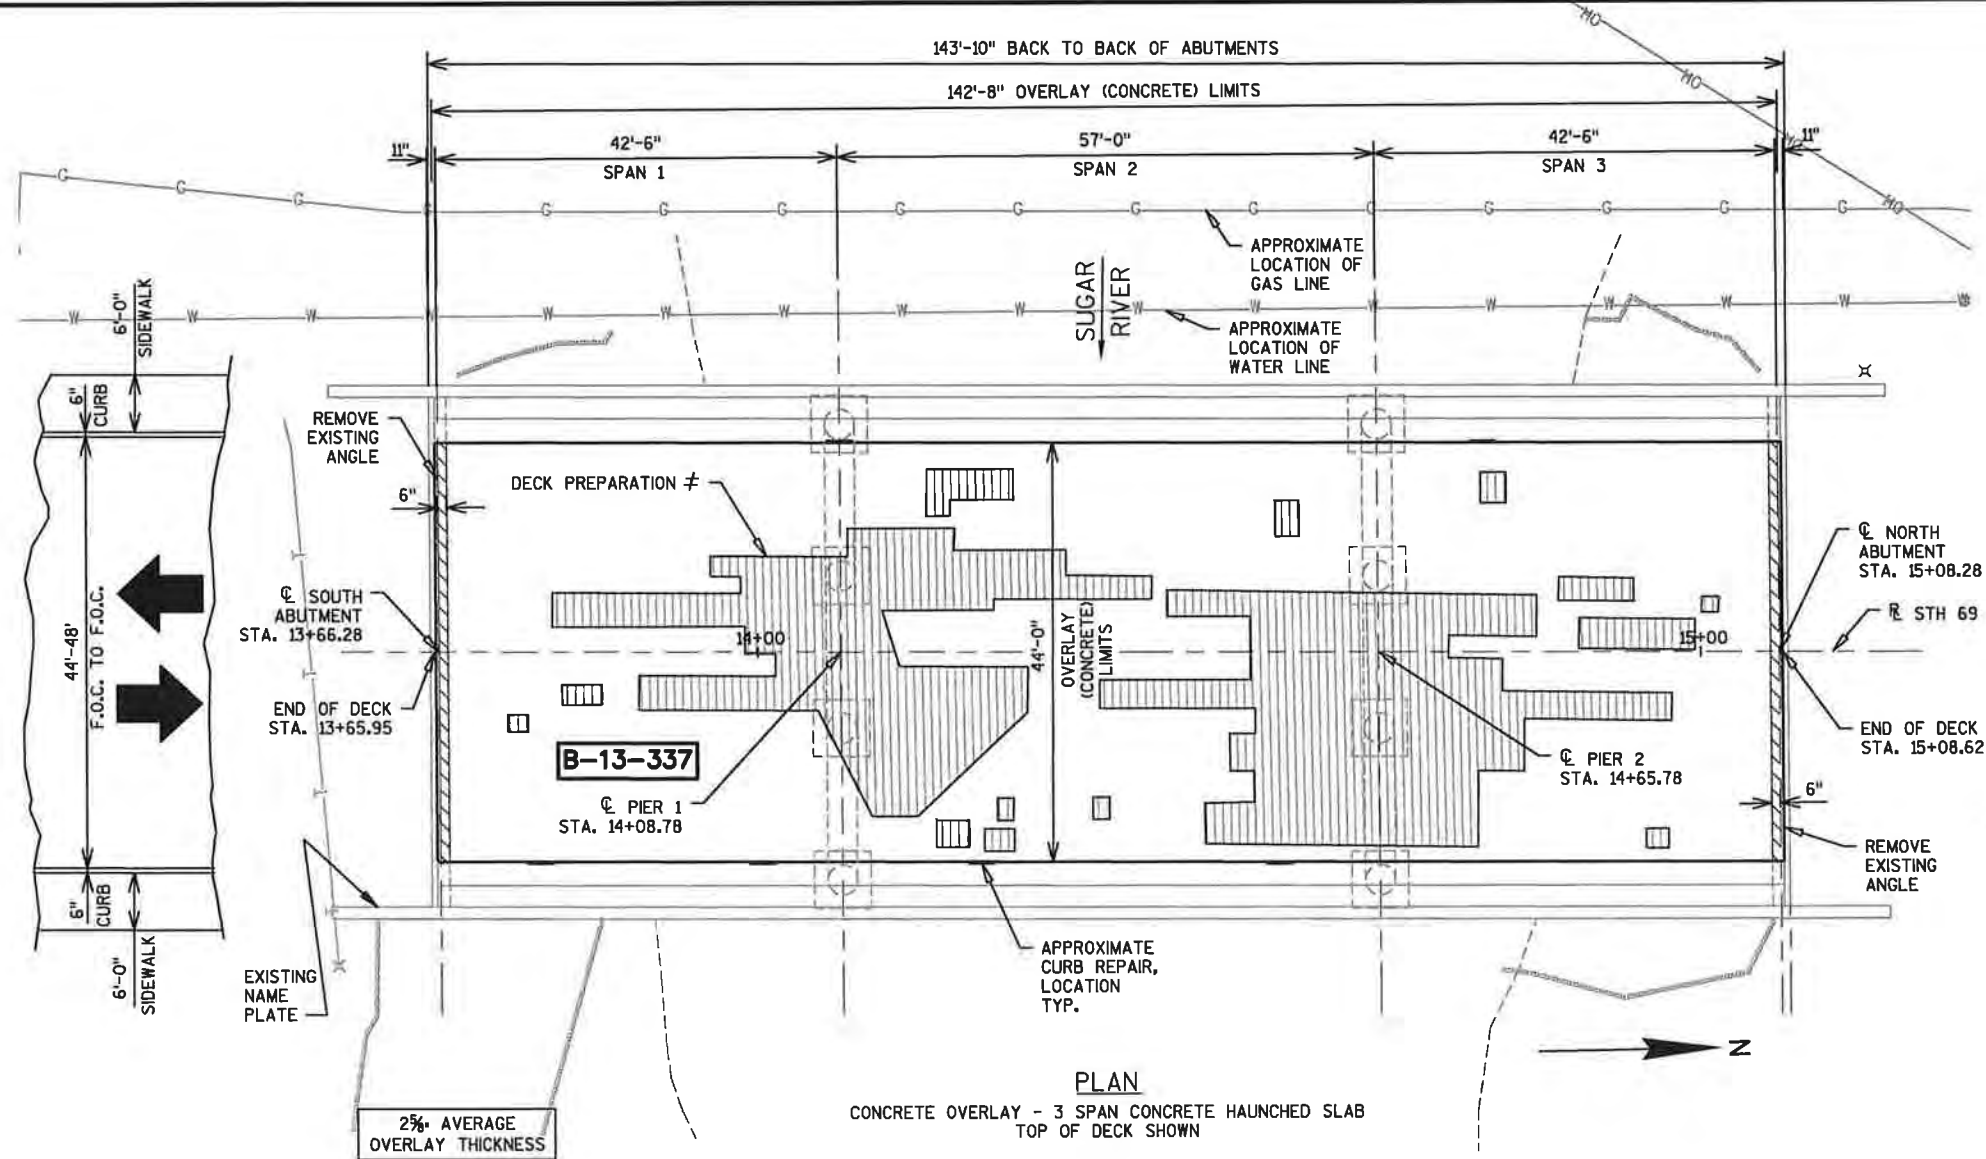 143'-10" BACK TO BACK OF ABUTMENTS
142'-8" OVERLAY (CONCRETE) LIMITS
11"
42'-6"
SPAN 1
57'-0"
SPAN 2
42'-6"
SPAN 3
11"
HO
HO
HO
HO
G G G G G G G G G G G G G G G G
APPROXIMATE
LOCATION OF
GAS LINE
SUGAR
RIVER
W W W W W W W W W W W W W W W W W
APPROXIMATE
LOCATION OF
WATER LINE
6'-0"
SIDEWALK
6"
CURB
44'-48'
F.O.C. TO F.O.C.
6"
CURB
6'-0"
SIDEWALK
REMOVE
EXISTING
ANGLE
6"
DECK PREPARATION ≠
℄ SOUTH
ABUTMENT
STA. 13+66.28
END OF DECK
STA. 13+65.95
14+00
B-13-337
℄ PIER 1
STA. 14+08.78
44'-0"
OVERLAY
(CONCRETE)
LIMITS
15+00
℄ NORTH
ABUTMENT
STA. 15+08.28
RL STH 69
END OF DECK
STA. 15+08.62
℄ PIER 2
STA. 14+65.78
6"
REMOVE
EXISTING
ANGLE
T
T
T
T
EXISTING
NAME
PLATE
APPROXIMATE
CURB REPAIR,
LOCATION
TYP.
N
2⅝" AVERAGE
OVERLAY THICKNESS
PLAN
CONCRETE OVERLAY - 3 SPAN CONCRETE HAUNCHED SLAB
TOP OF DECK SHOWN